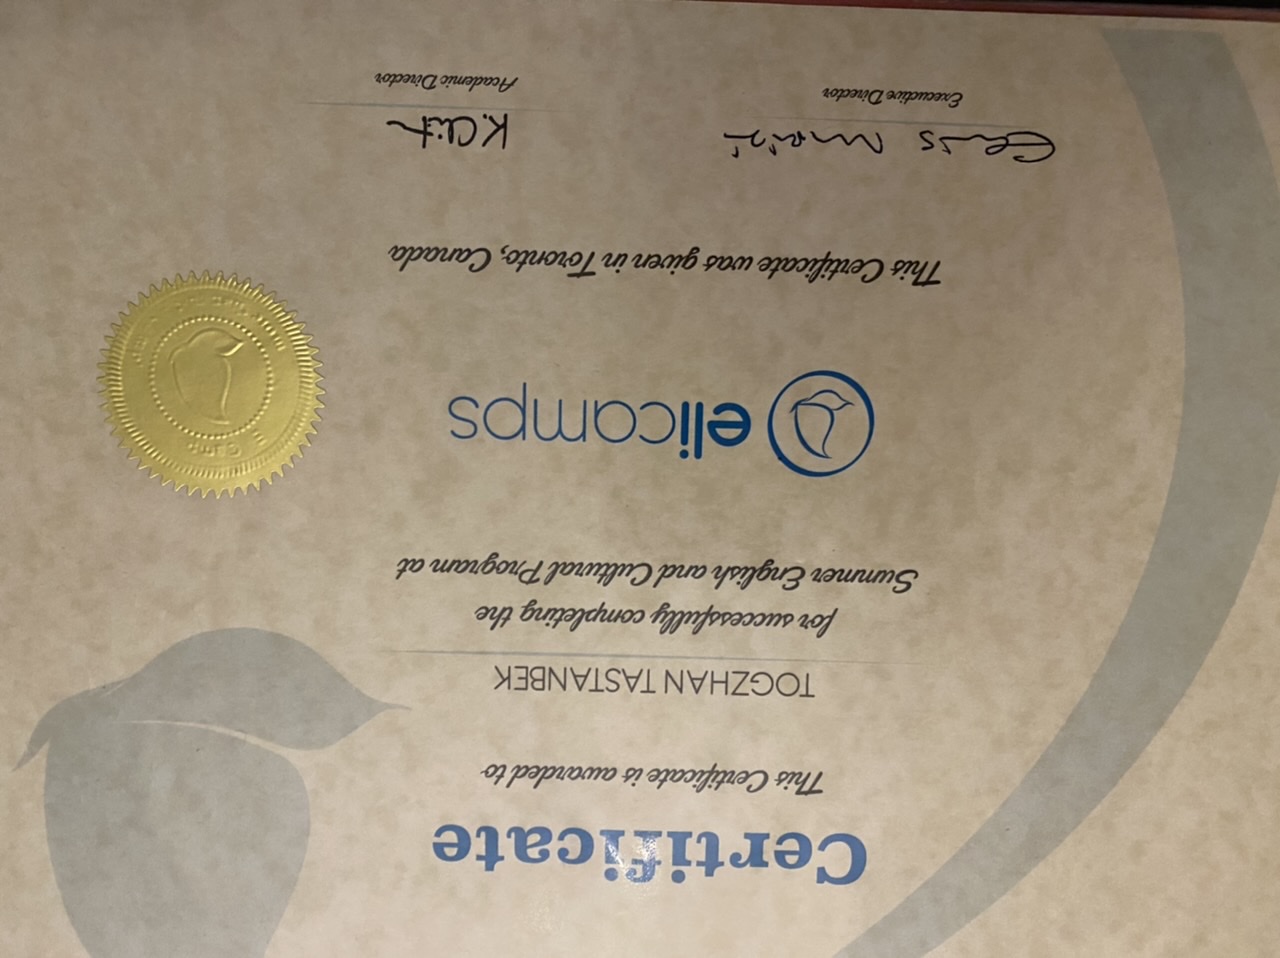 Certificate
This Certificate is awarded to
TOGZHAN TASTANBEK
for successfully completing the
Summer English and Cultural Program at
elicamps
This Certificate was given in Toronto, Canada
Executive Director
K.
Academic Director